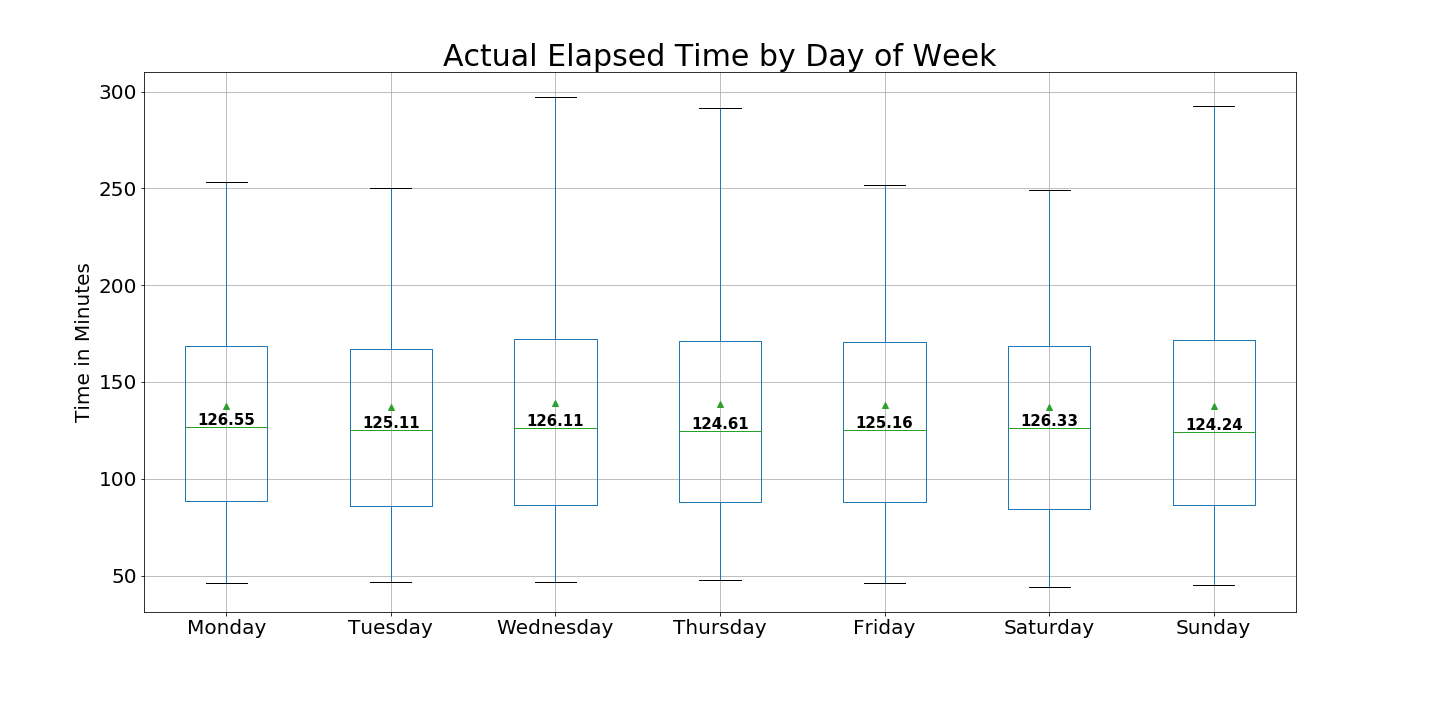 Actual Elapsed Time by Day of Week
Time in Minutes
300
250
200
150
100
50
126.55 125.11 126.11 124.61 125.16 126.33 124.24
Monday Tuesday Wednesday Thursday Friday Saturday Sunday